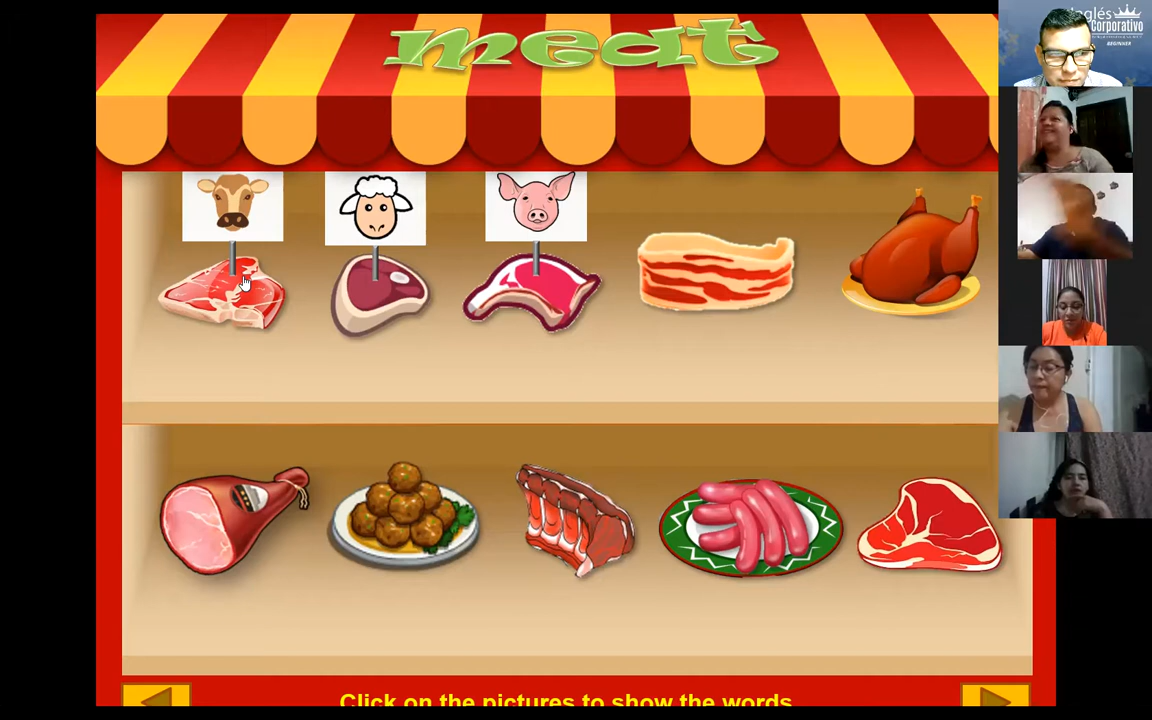 meat
Inglés
Corporativo
BEGINNER
Click on the pictures to show the words